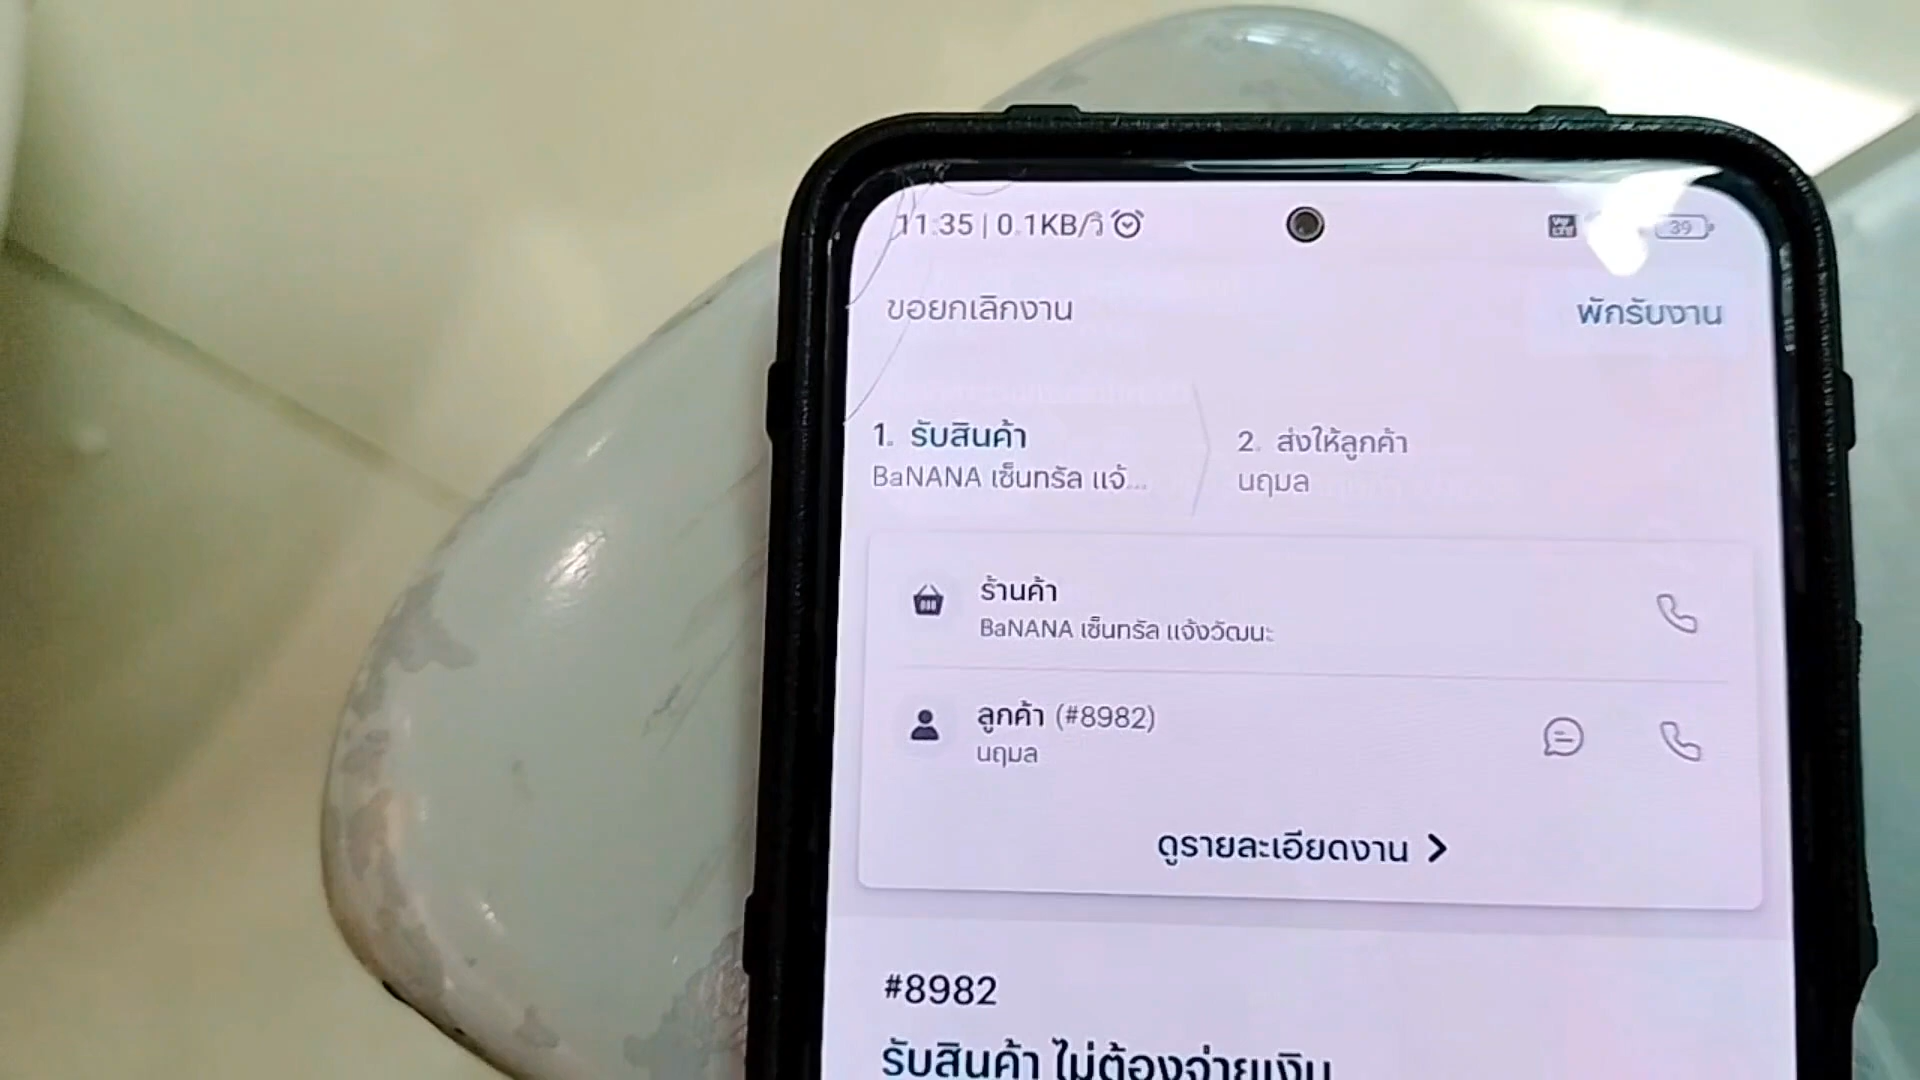 11:35 | 0.1KB/วิ
39
ขอยกเลิกงาน
พักรับงาน
1. รับสินค้า
BaNANA เซ็นทรัล แจ้...
2. ส่งให้ลูกค้า
นฤมล
ร้านค้า
BaNANA เซ็นทรัล แจ้งวัฒนะ
ลูกค้า (#8982)
นฤมล
ดูรายละเอียดงาน
#8982
รับสินค้า ไม่ต้องจ่ายเงิน